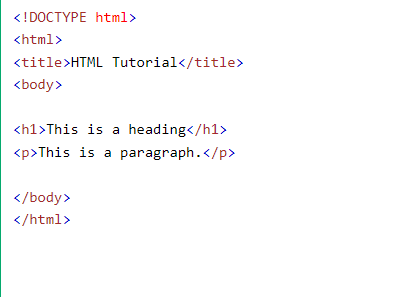 <!DOCTYPE html>
<html>
<title>HTML Tutorial</title>
<body>
<h1>This is a heading</h1>
<p>This is a paragraph.</p>
</body>
</html>